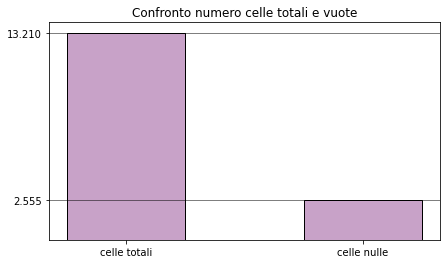 Confronto numero celle totali e vuote
13.210
2.555
celle totali
celle nulle